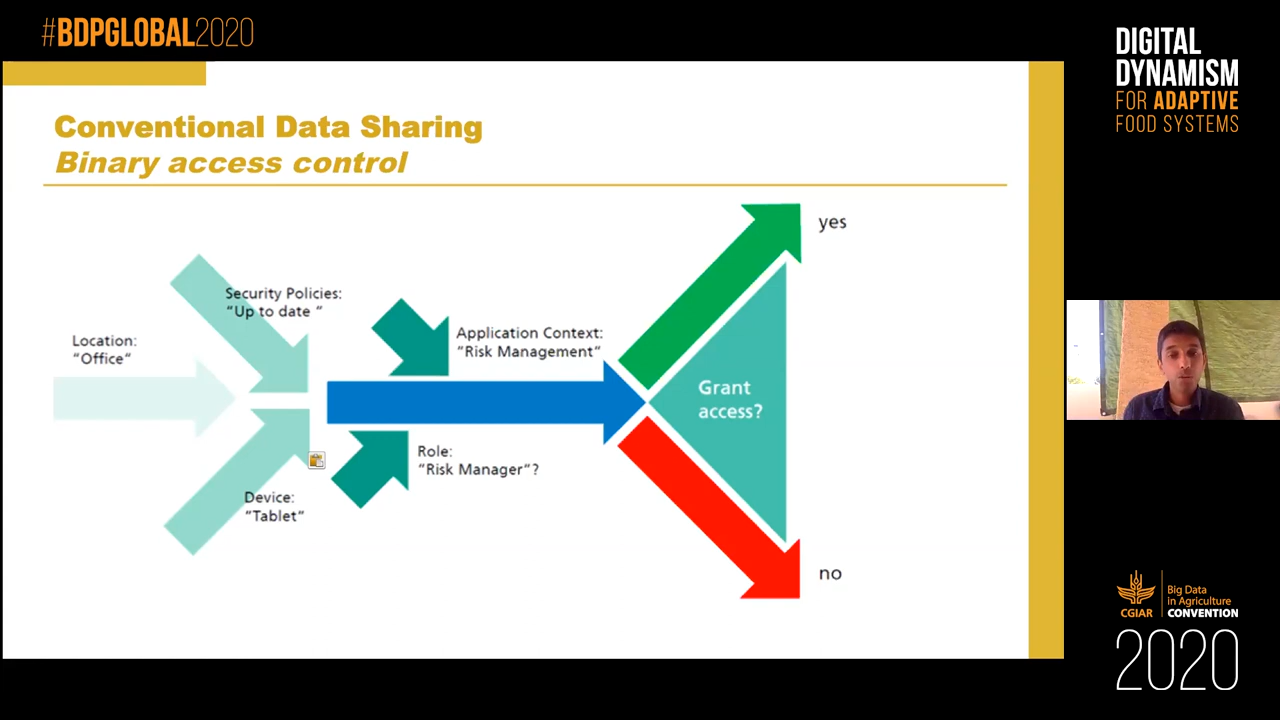 #BDPGLOBAL2020
DIGITAL
DYNAMISM
FOR ADAPTIVE
FOOD SYSTEMS
Conventional Data Sharing
Binary access control
yes
Security Policies:
"Up to date "
Location:
"Office"
Application Context:
"Risk Management"
Grant
access?
Role:
"Risk Manager"?
Device:
"Tablet"
no
CGIAR
Big Data
in Agriculture
CONVENTION
2020